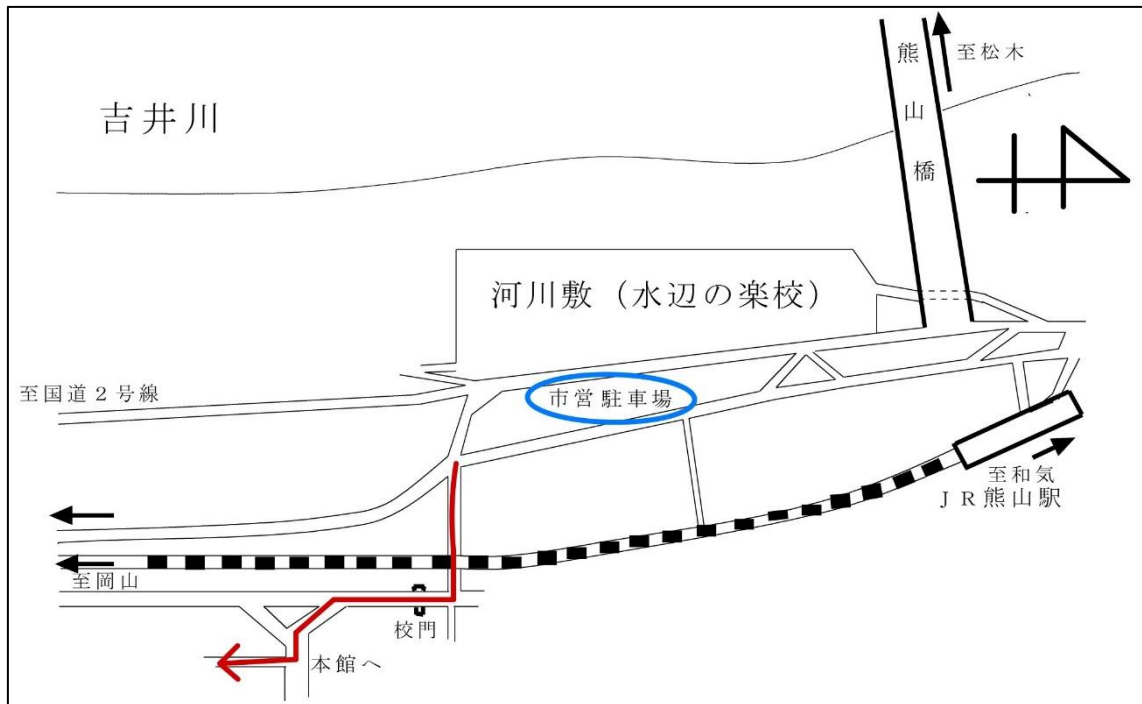 熊山橋
至松木
吉井川
河川敷（水辺の楽校）
至国道２号線
市営駐車場
至和気
ＪＲ熊山駅
至岡山
校門
本館へ